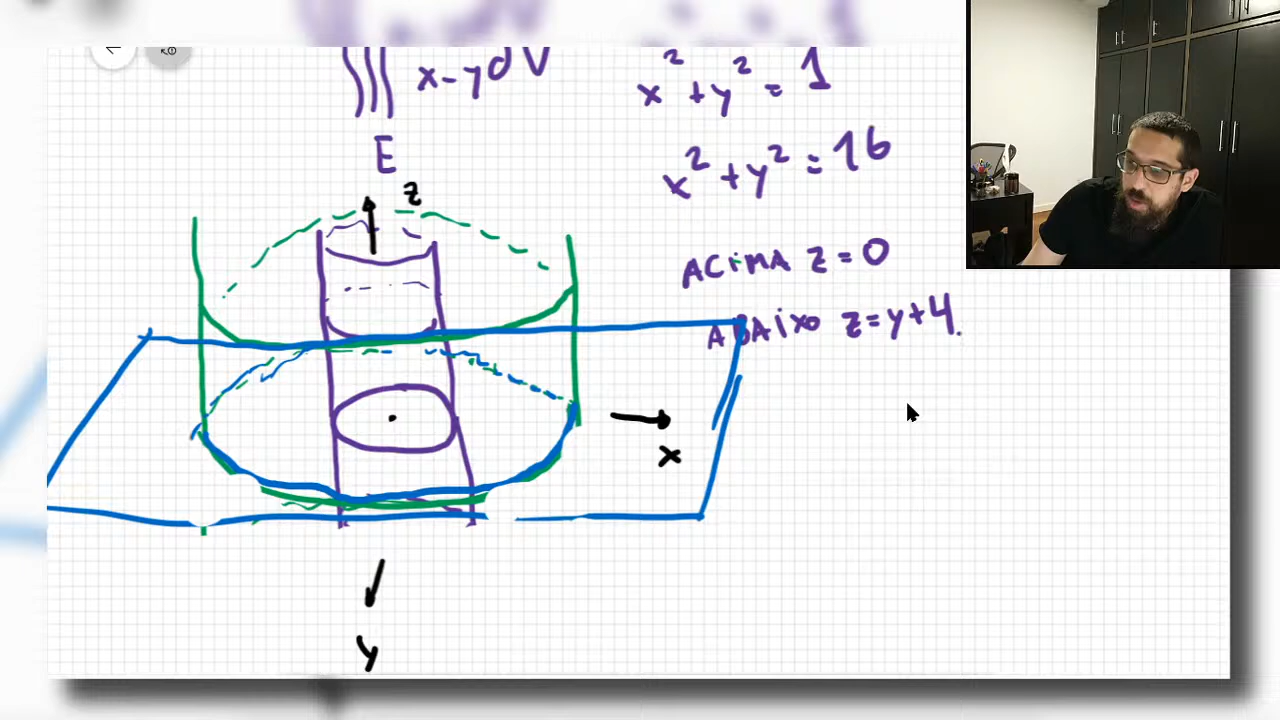 ∫∫∫ x-y dV
E
x² + y² = 1
x² + y² = 16
ACiMA z = 0
ABAiXO z = y+4.
z
x
y